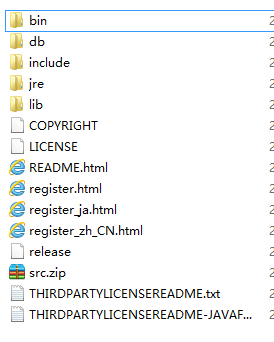 bin
db
include
jre
lib
COPYRIGHT
LICENSE
README.html
register.html
register_ja.html
register_zh_CN.html
release
src.zip
THIRDPARTYLICENSEREADME.txt
THIRDPARTYLICENSEREADME-JAVAF...